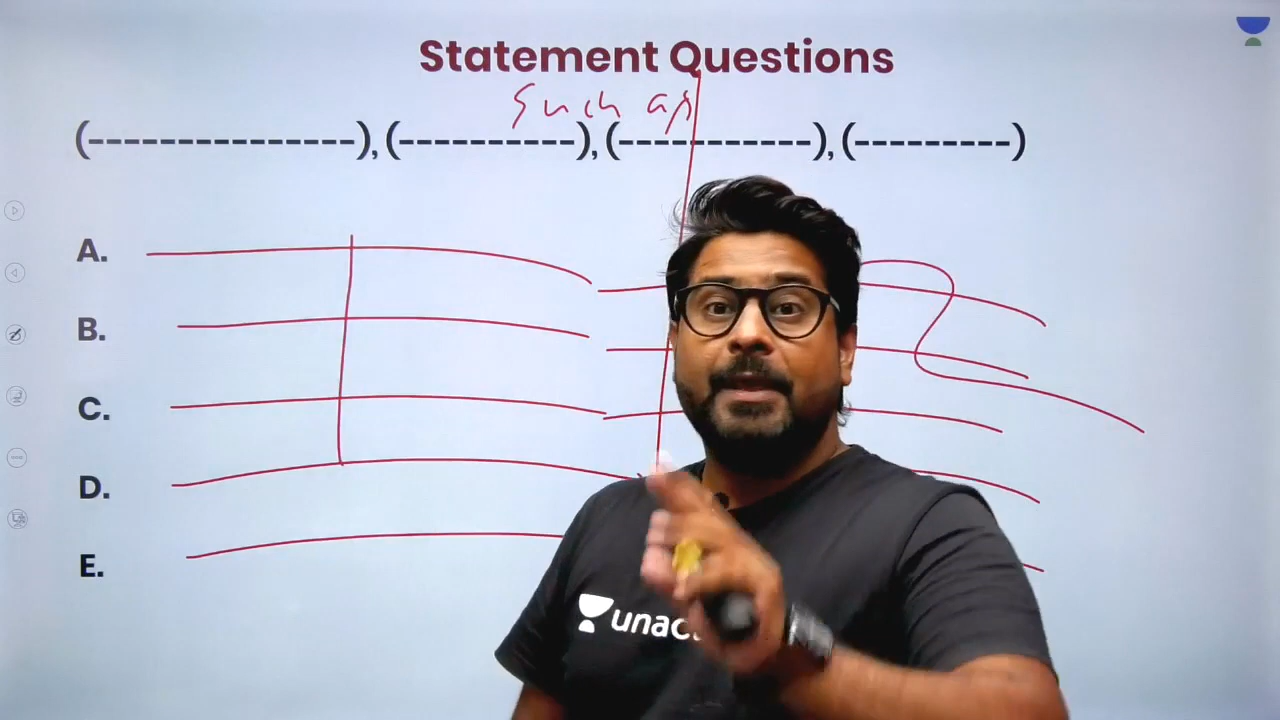 Statement Questions
Such as
(---------------), (----------), (-----------), (---------)
A.
B.
C.
D.
E.
unac